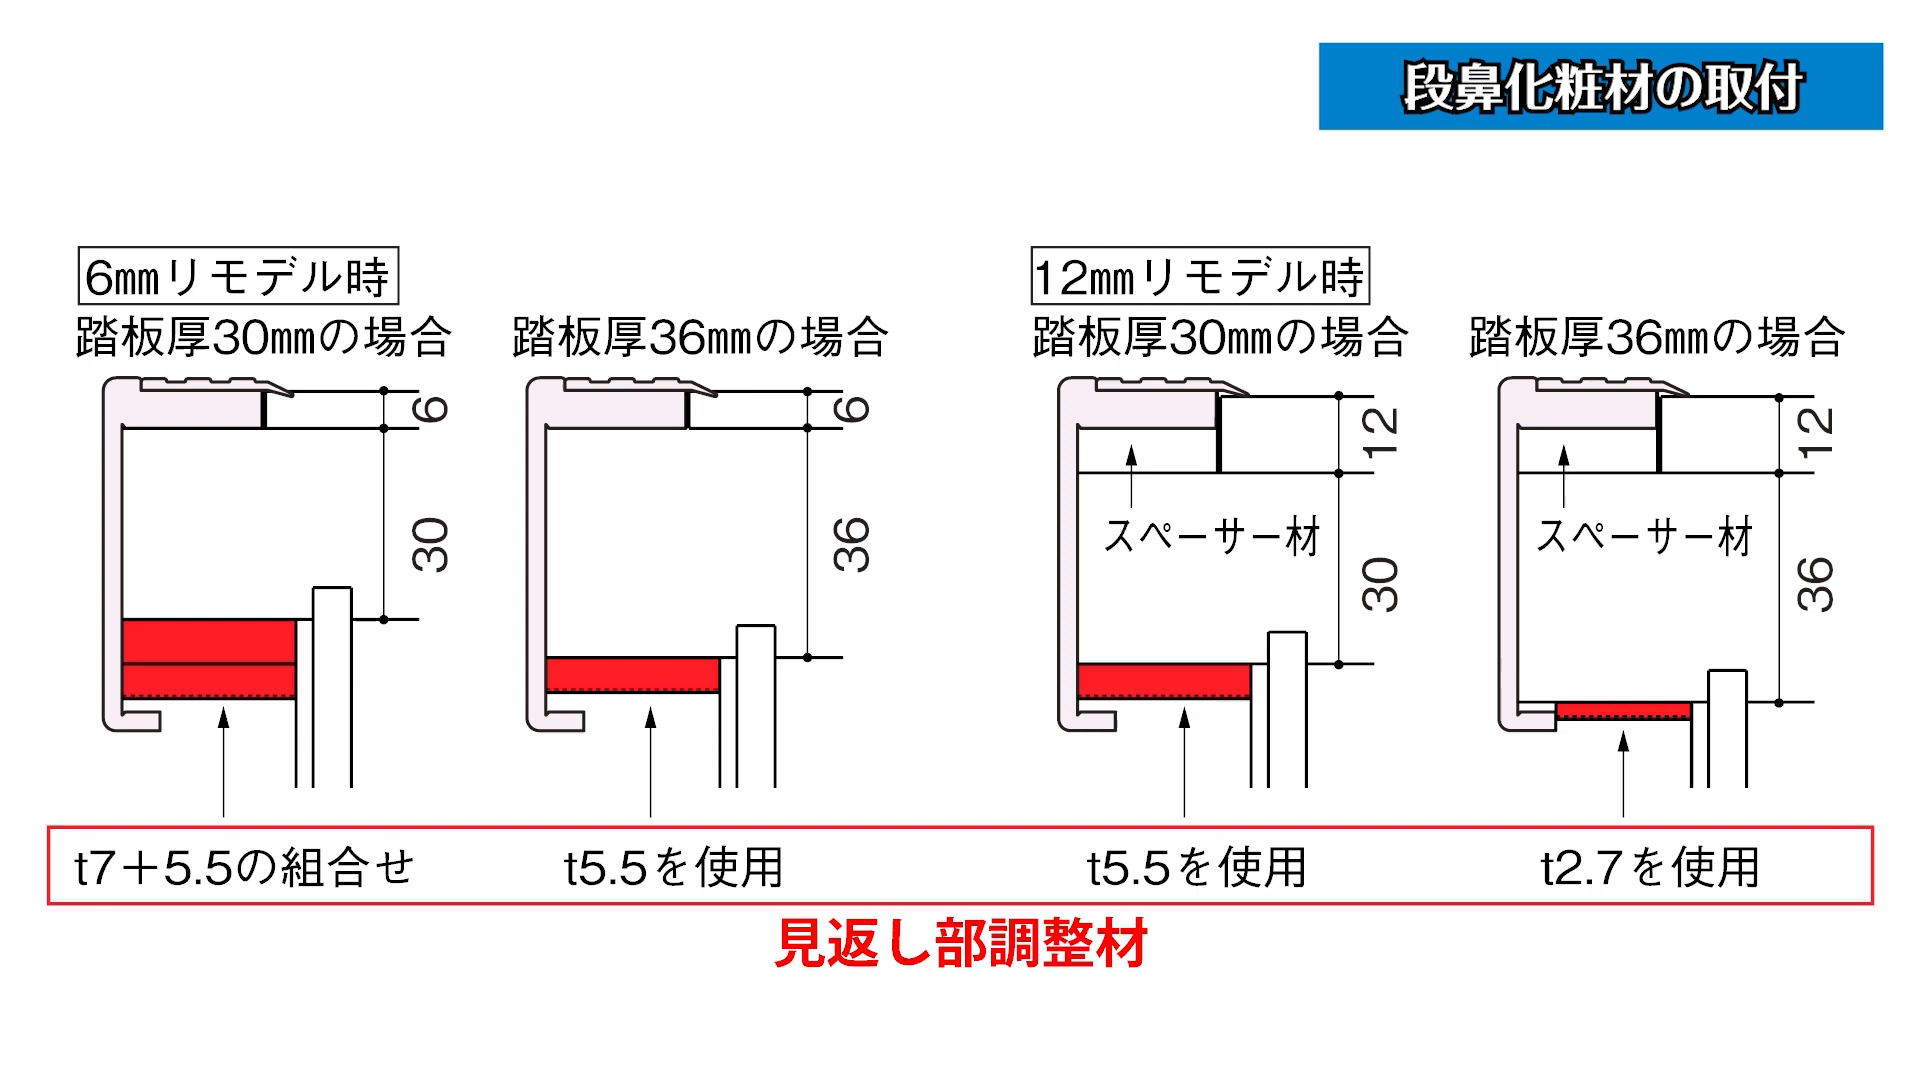 段鼻化粧材の取付
6㎜リモデル時
踏板厚30㎜の場合
踏板厚36㎜の場合
12㎜リモデル時
踏板厚30㎜の場合
踏板厚36㎜の場合
6
30
6
36
12
30
スペーサー材
12
36
スペーサー材
t7＋5.5の組合せ
t5.5を使用
t5.5を使用
t2.7を使用
見返し部調整材